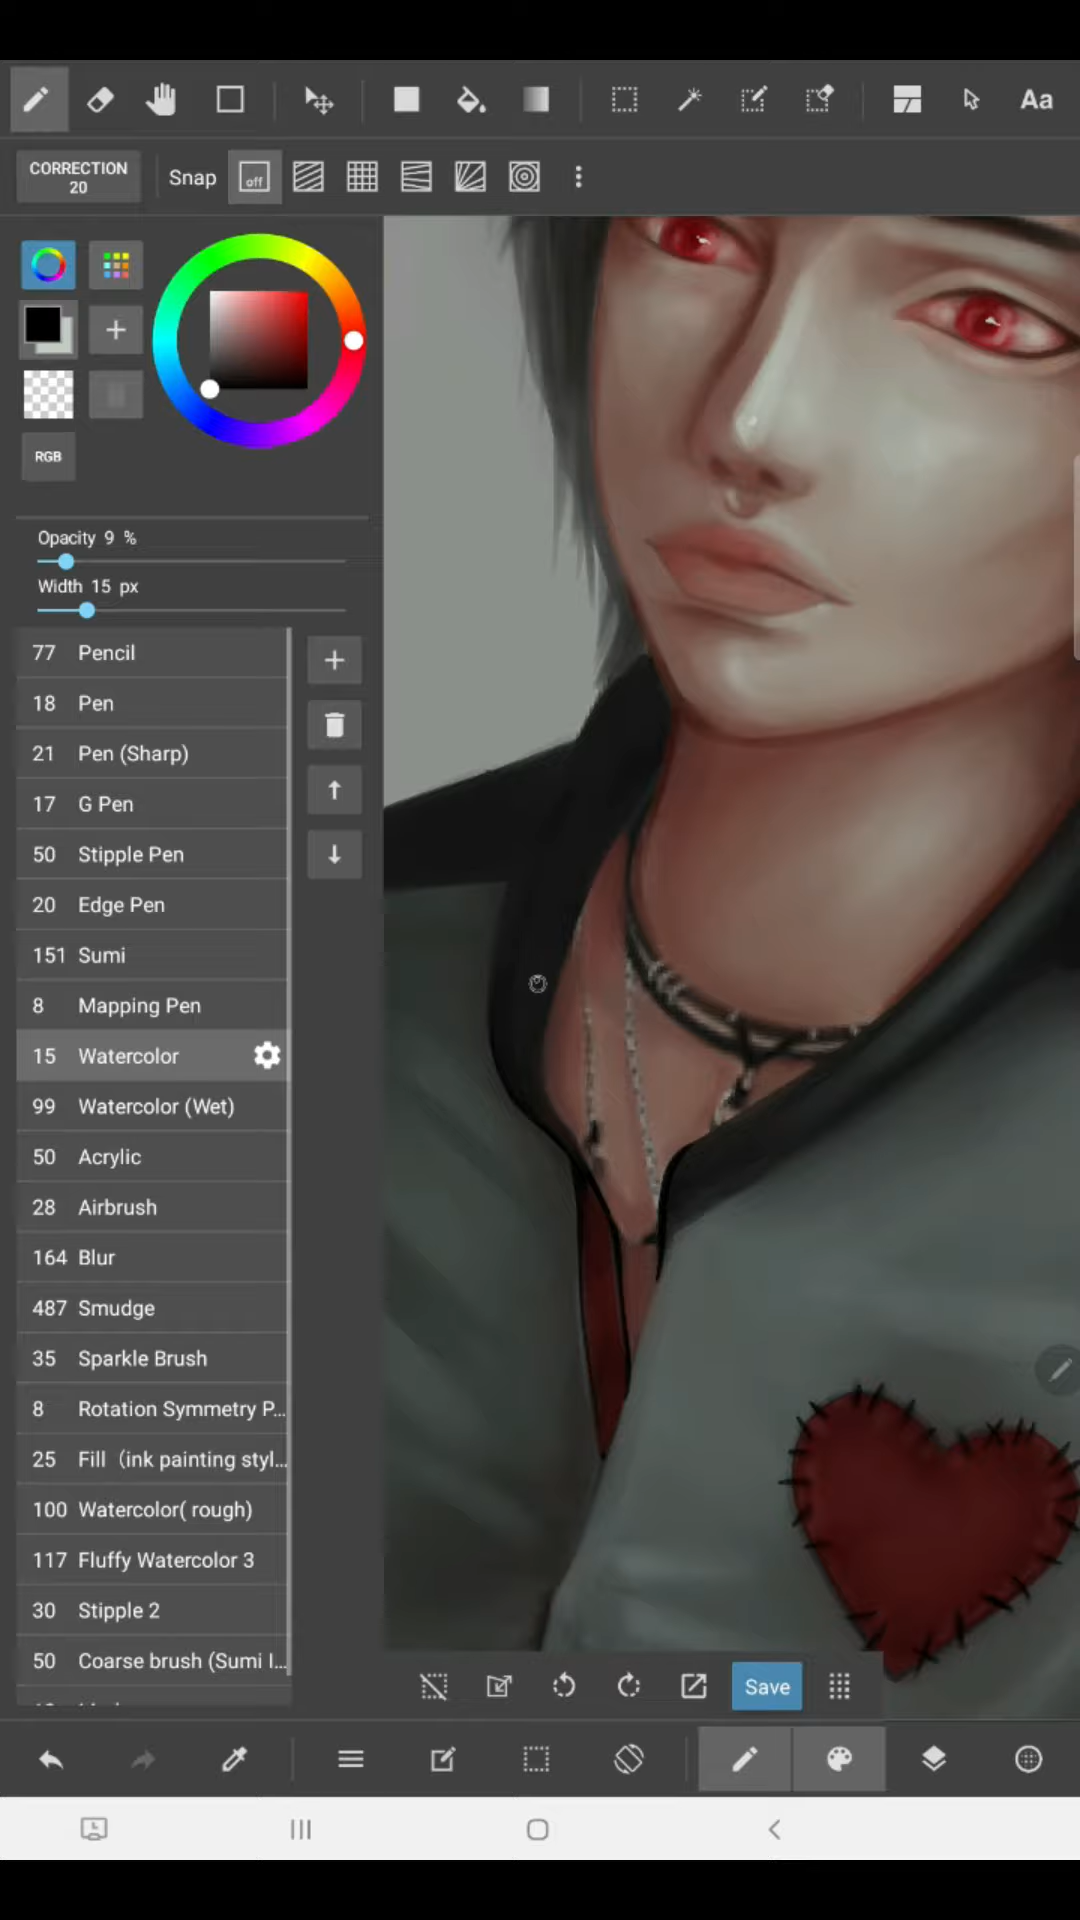 Aa
CORRECTION
20
Snap
off
RGB
Opacity 9 %
Width 15 px
77 Pencil
18 Pen
21 Pen (Sharp)
17 G Pen
50 Stipple Pen
20 Edge Pen
151 Sumi
8 Mapping Pen
15 Watercolor
99 Watercolor (Wet)
50 Acrylic
28 Airbrush
164 Blur
487 Smudge
35 Sparkle Brush
8 Rotation Symmetry P...
25 Fill（ink painting styl...
100 Watercolor( rough)
117 Fluffy Watercolor 3
30 Stipple 2
50 Coarse brush (Sumi I...
Save